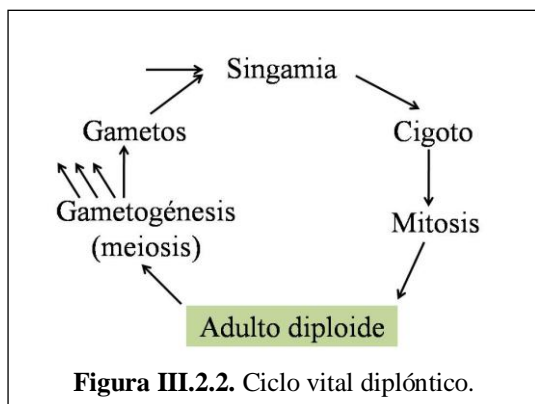 Singamia
Gametos
Cigoto
Gametogénesis
(meiosis)
Mitosis
Adulto diploide
Figura III.2.2. Ciclo vital diplóntico.